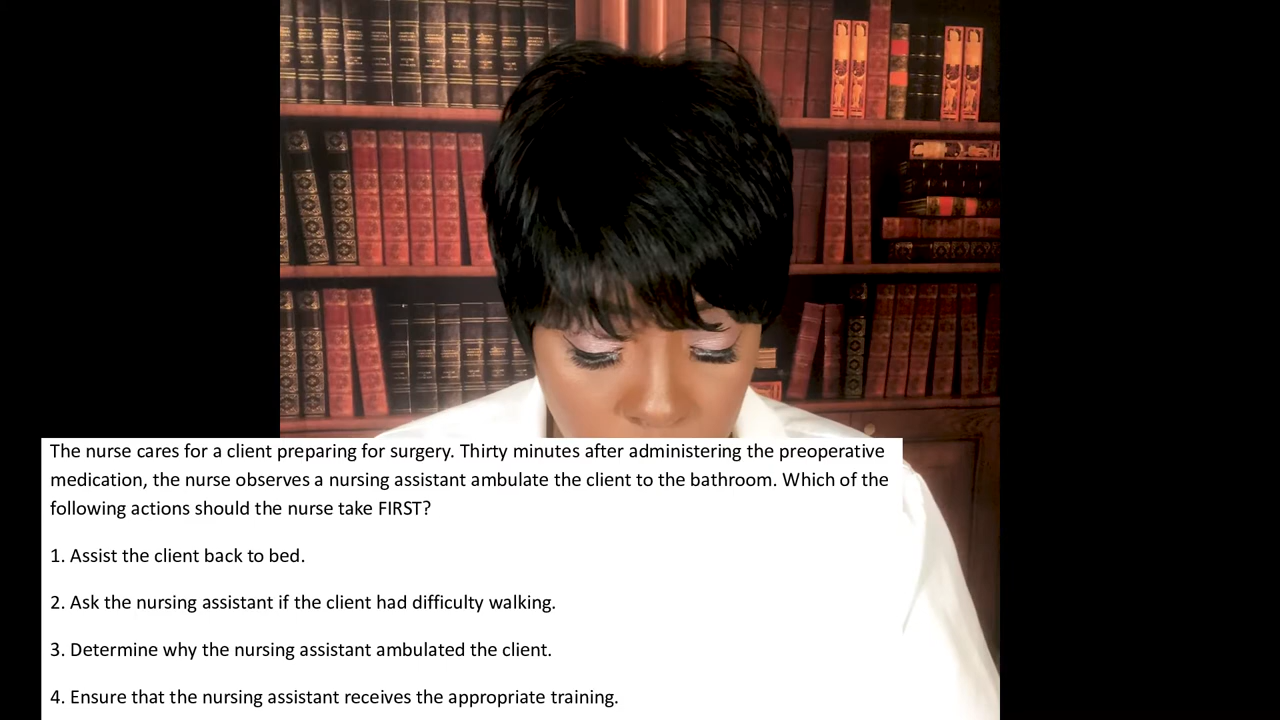 The nurse cares for a client preparing for surgery. Thirty minutes after administering the preoperative
medication, the nurse observes a nursing assistant ambulate the client to the bathroom. Which of the
following actions should the nurse take FIRST?
1. Assist the client back to bed.
2. Ask the nursing assistant if the client had difficulty walking.
3. Determine why the nursing assistant ambulated the client.
4. Ensure that the nursing assistant receives the appropriate training.